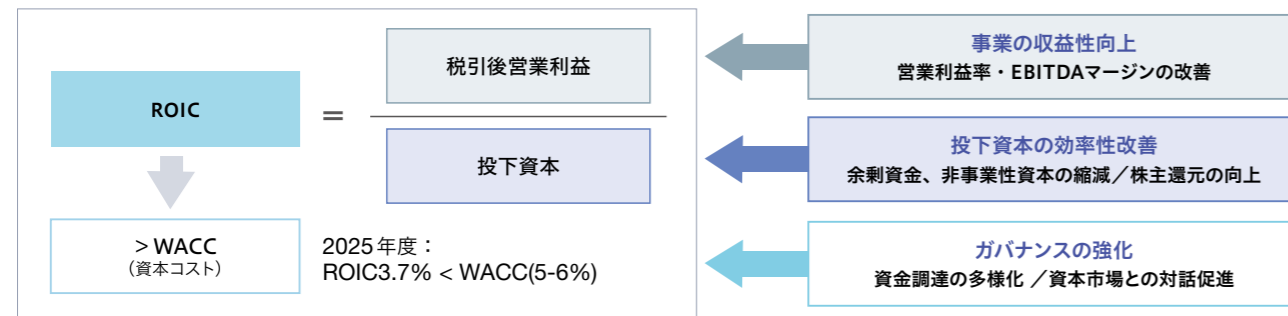 ROIC
=
税引後営業利益
投下資本
> WACC
(資本コスト)
2025年度：
ROIC3.7% < WACC(5-6%)
事業の収益性向上
営業利益率・EBITDAマージンの改善
投下資本の効率性改善
余剰資金、非事業性資本の縮減／株主還元の向上
ガバナンスの強化
資金調達の多様化 ／資本市場との対話促進